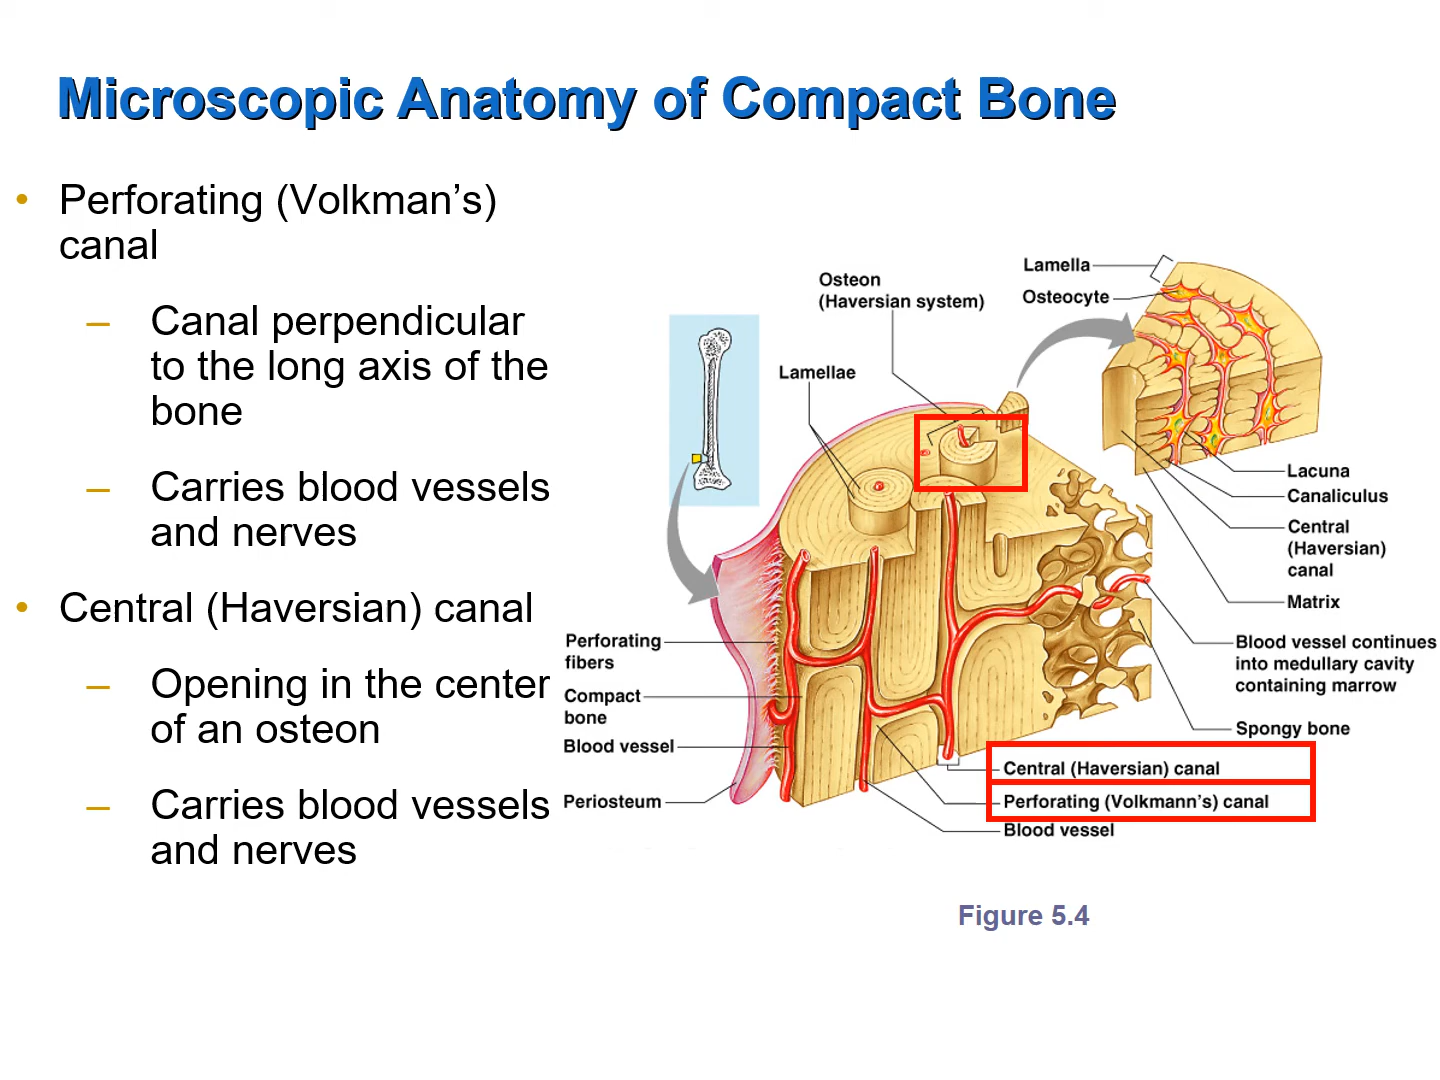 Microscopic Anatomy of Compact Bone
• Perforating (Volkman’s)
canal
– Canal perpendicular
to the long axis of the
bone
– Carries blood vessels
and nerves
• Central (Haversian) canal
– Opening in the center
of an osteon
– Carries blood vessels
and nerves
Lamella
Osteocyte
Osteon
(Haversian system)
Lamellae
Lacuna
Canaliculus
Central
(Haversian)
canal
Matrix
Blood vessel continues
into medullary cavity
containing marrow
Spongy bone
Perforating
fibers
Compact
bone
Blood vessel
Periosteum
Central (Haversian) canal
Perforating (Volkmann’s) canal
Blood vessel
Figure 5.4